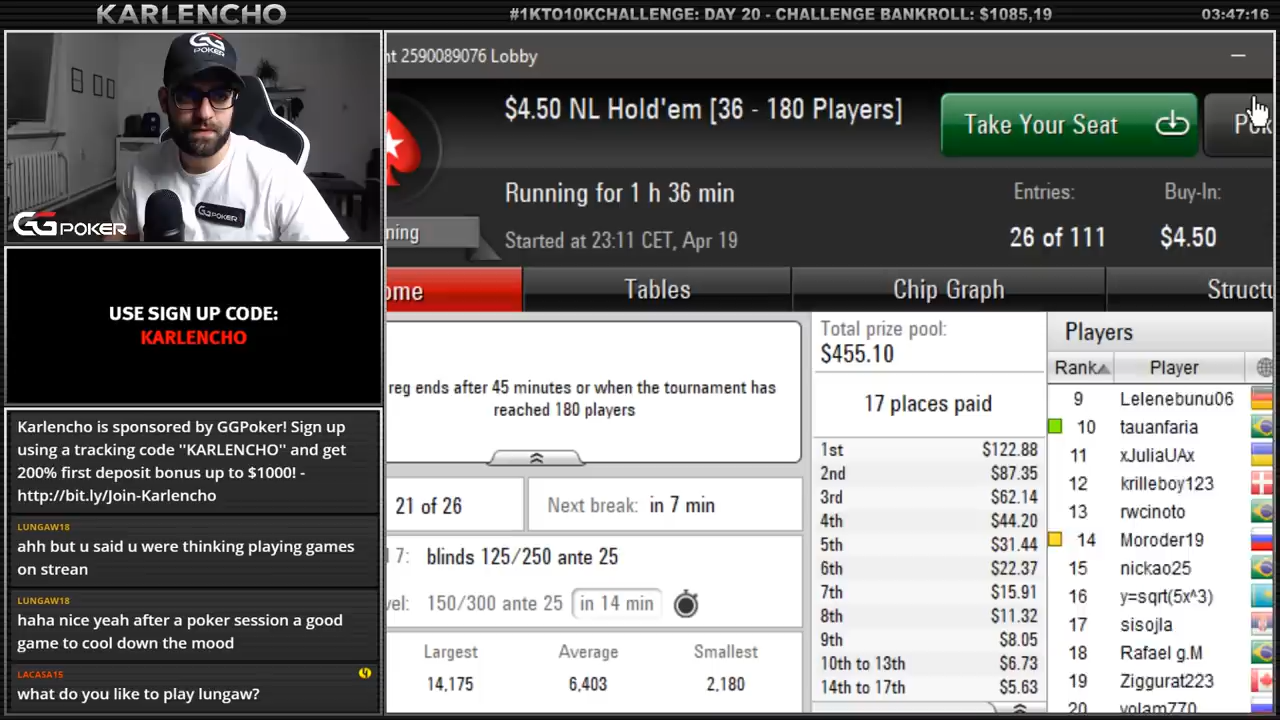 KARLENCHO
#1KTO10KCHALLENGE: DAY 20 - CHALLENGE BANKROLL: $1085,19
03:47:16
GG
POKER
GGPOKER
GGPOKER
USE SIGN UP CODE:
KARLENCHO
Karlencho is sponsored by GGPoker! Sign up
using a tracking code "KARLENCHO" and get
200% first deposit bonus up to $1000! -
http://bit.ly/Join-Karlencho
LUNGAW18
ahh but u said u were thinking playing games
on strean
LUNGAW18
haha nice yeah after a poker session a good
game to cool down the mood
LACASA15
what do you like to play lungaw?
nt 2590089076 Lobby
$4.50 NL Hold'em [36 - 180 Players]
Take Your Seat
Running for 1 h 36 min
Entries:
Buy-In:
ning
Started at 23:11 CET, Apr 19
26 of 111
$4.50
ome
Tables
Chip Graph
Structu
reg ends after 45 minutes or when the tournament has
reached 180 players
21 of 26
Next break: in 7 min
17: blinds 125/250 ante 25
vel: 150/300 ante 25 in 14 min
Largest
Average
Smallest
14,175
6,403
2,180
Total prize pool:
$455.10
17 places paid
1st $122.88
2nd $87.35
3rd $62.14
4th $44.20
5th $31.44
6th $22.37
7th $15.91
8th $11.32
9th $8.05
10th to 13th $6.73
14th to 17th $5.63
Players
Rank Player
9 Lelenebunu06
10 tauanfaria
11 xJuliaUAx
12 krilleboy123
13 rwcinoto
14 Moroder19
15 nickao25
16 y=sqrt(5x^3)
17 sisojla
18 Rafael g.M
19 Ziggurat223
20 volam770